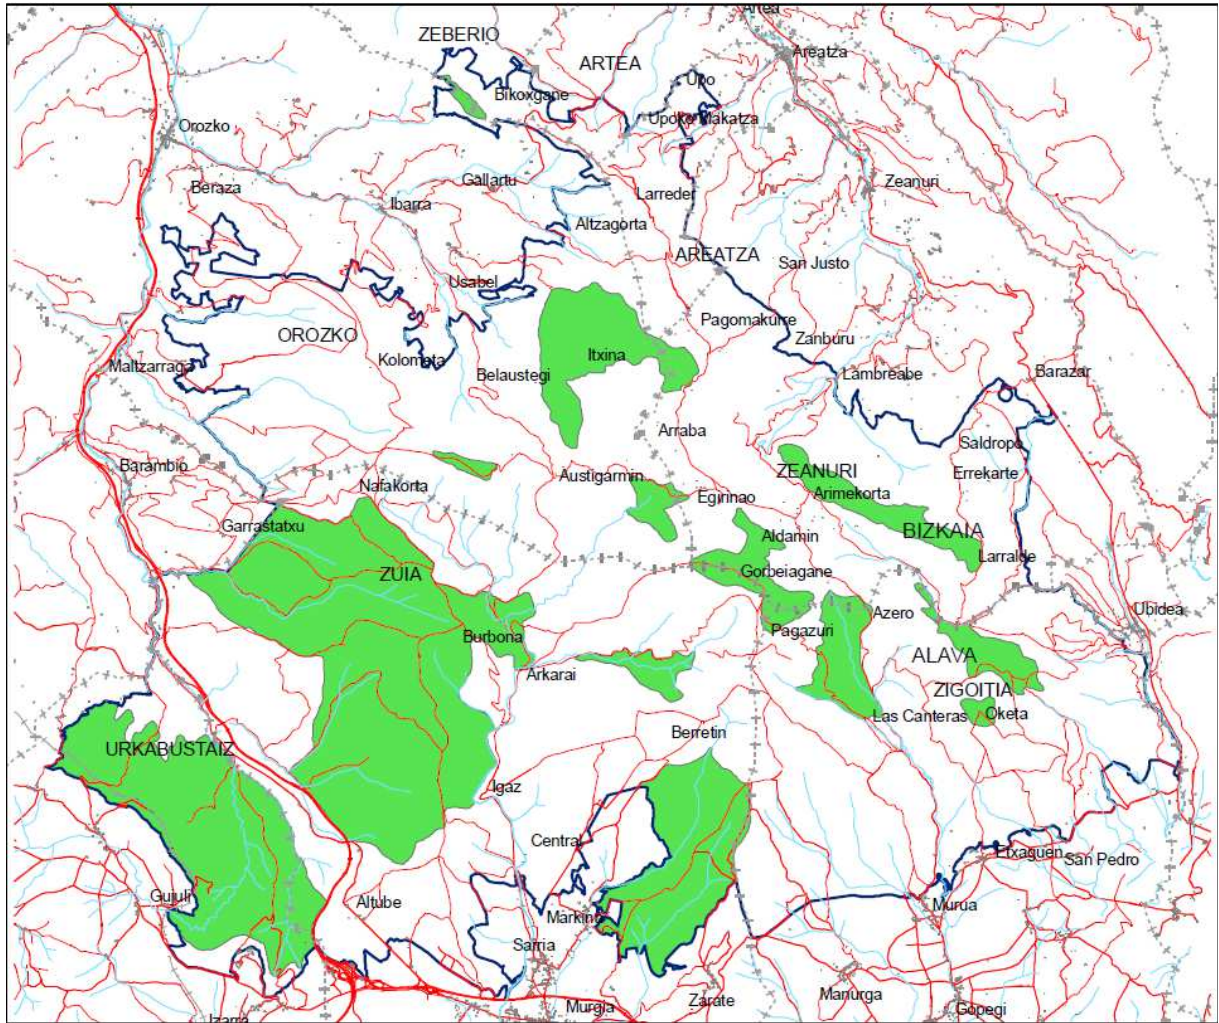 Artea
ZEBERIO
ARTEA
Areatza
Upo
Bikoxgane
Upoko Makatza
Orozko
Beraza
Gallartu
Larreder
Zeanuri
Ibarra
Altzagorta
AREATZA
San Justo
Usabel
OROZKO
Pagomakurre
Zanburu
Itxina
Kolometa
Maltzarraga
Belaustegi
Lambreabe
Barazar
Arraba
Saldropo
Barambio
Austigarmin
ZEANURI
Errekarte
Nafakorta
Egirinao
Arimekorta
Garrastatxu
Aldamin
BIZKAIA
Larralde
ZUIA
Gorbeiagane
Azero
Ubidea
Burbona
Pagazuri
ALAVA
Arkarai
ZIGOITIA
Las Canteras
Oketa
URKABUSTAIZ
Berretin
Igaz
Central
Etxaguen
San Pedro
Gujuli
Altube
Murua
Markina
Sarria
Manurga
Zarate
Murgia
Gopegi
Izarra